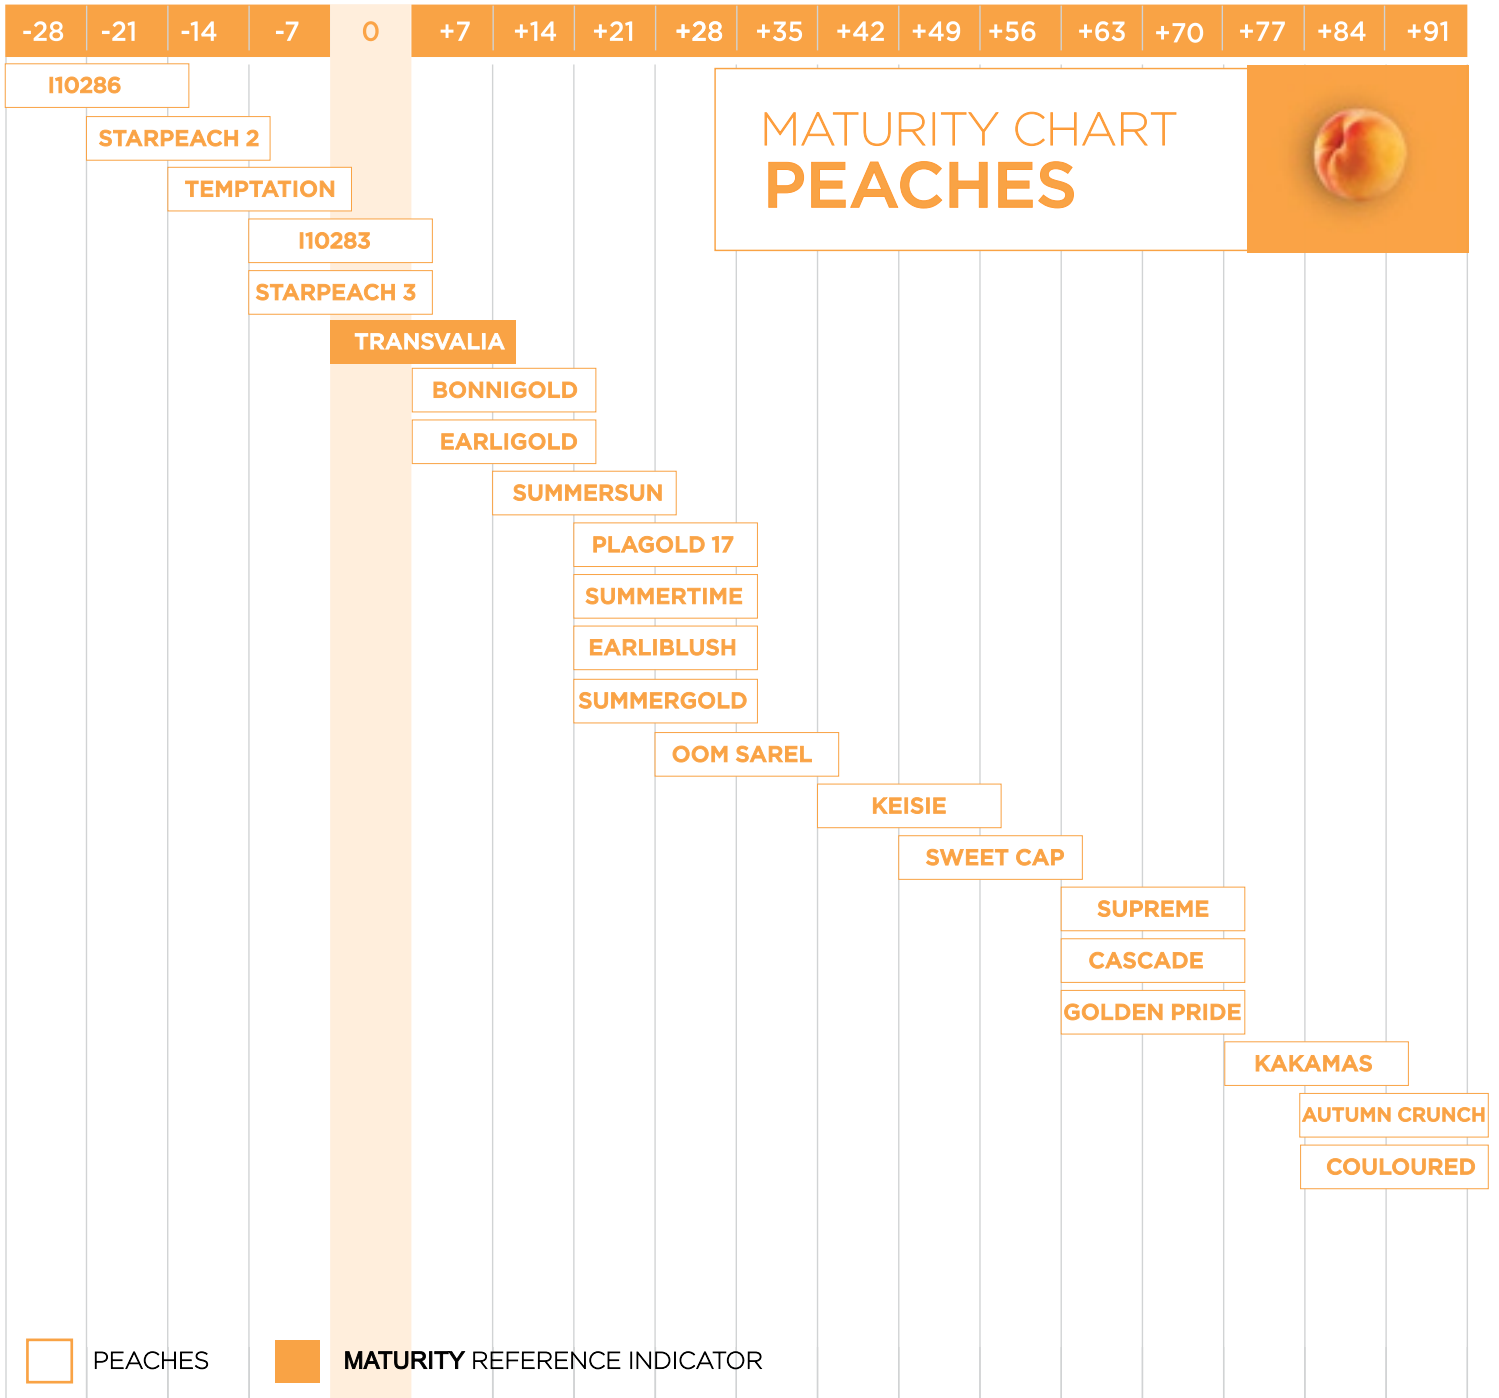 -28 -21 -14 -7 0 +7 +14 +21 +28 +35 +42 +49 +56 +63 +70 +77 +84 +91
MATURITY CHART
PEACHES
I10286
STARPEACH 2
TEMPTATION
I10283
STARPEACH 3
TRANSVALIA
BONNIGOLD
EARLIGOLD
SUMMERSUN
PLAGOLD 17
SUMMERTIME
EARLIBLUSH
SUMMERGOLD
OOM SAREL
KEISIE
SWEET CAP
SUPREME
CASCADE
GOLDEN PRIDE
KAKAMAS
AUTUMN CRUNCH
COULOURED
PEACHES
MATURITY REFERENCE INDICATOR